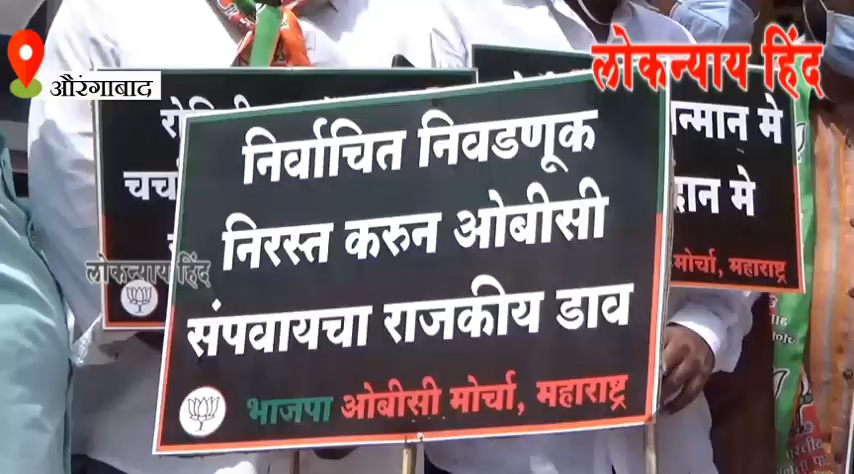 लोकन्याय हिंद
औरंगाबाद
निर्वाचित निवडणूक
निरस्त करुन ओबीसी
संपवायचा राजकीय डाव
भाजपा ओबीसी मोर्चा, महाराष्ट्र
मे
मे
मोर्चा, महाराष्ट्र
लोकन्याय हिंद